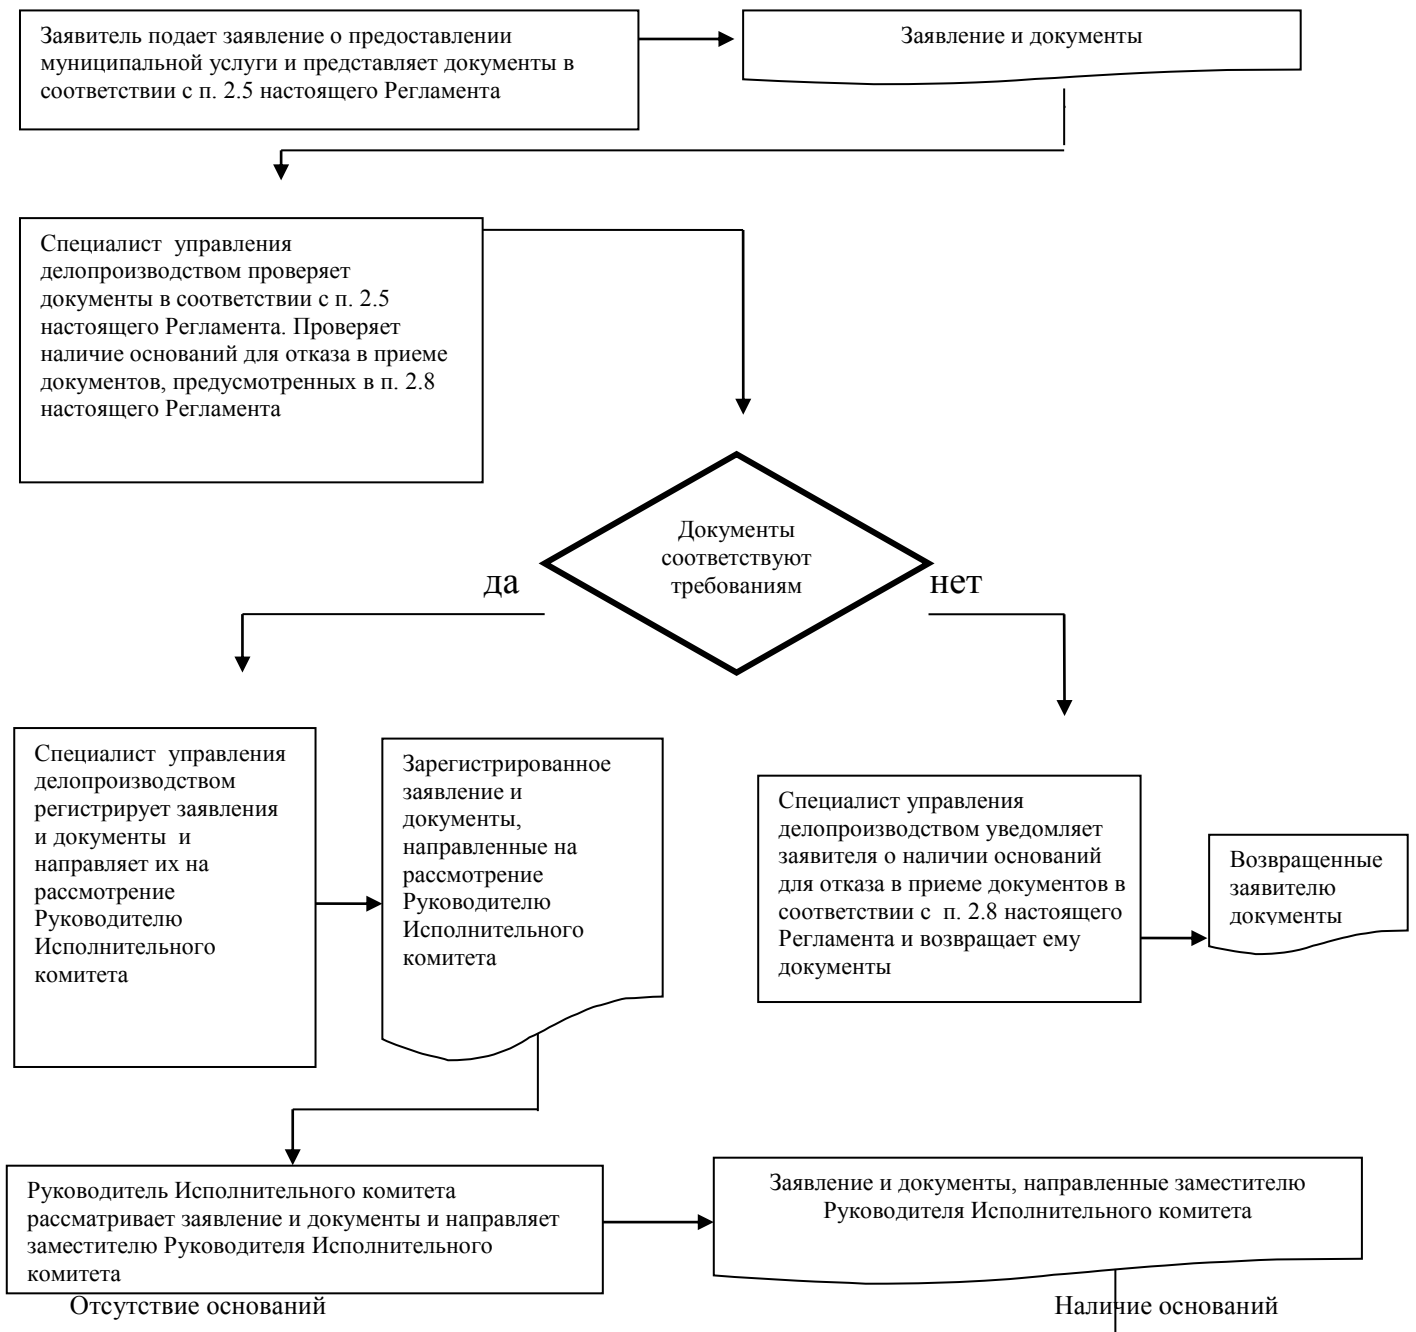 Заявитель подает заявление о предоставлении
муниципальной услуги и представляет документы в
соответствии с п. 2.5 настоящего Регламента
Заявление и документы
Специалист управления
делопроизводством проверяет
документы в соответствии с п. 2.5
настоящего Регламента. Проверяет
наличие оснований для отказа в приеме
документов, предусмотренных в п. 2.8
настоящего Регламента
Документы
соответствуют
требованиям
да
нет
Специалист управления
делопроизводством
регистрирует заявления
и документы и
направляет их на
рассмотрение
Руководителю
Исполнительного
комитета
Зарегистрированное
заявление и
документы,
направленные на
рассмотрение
Руководителю
Исполнительного
комитета
Специалист управления
делопроизводством уведомляет
заявителя о наличии оснований
для отказа в приеме документов в
соответствии с п. 2.8 настоящего
Регламента и возвращает ему
документы
Возвращенные
заявителю
документы
Руководитель Исполнительного комитета
рассматривает заявление и документы и направляет
заместителю Руководителя Исполнительного
комитета
Заявление и документы, направленные заместителю
Руководителя Исполнительного комитета
Отсутствие оснований
Наличие оснований